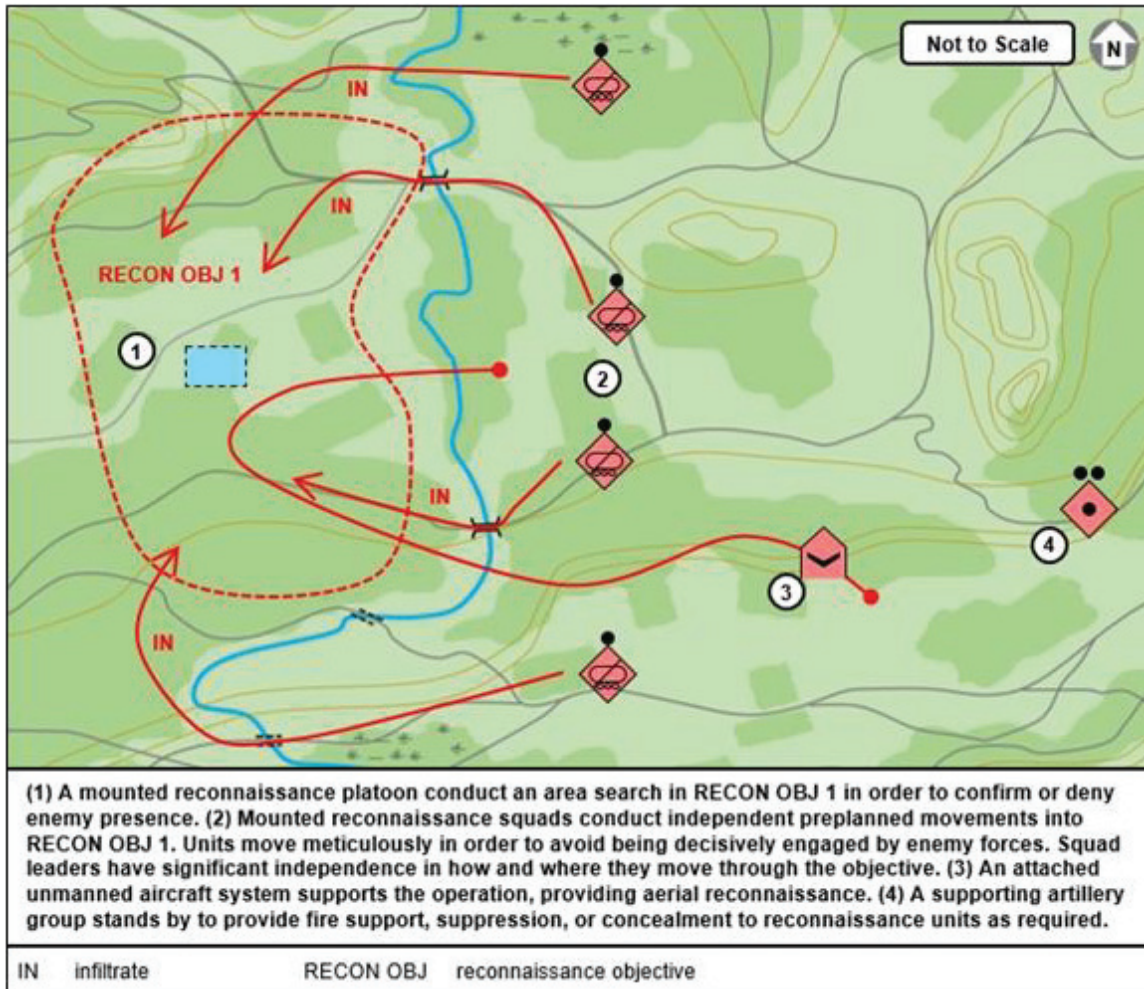 Not to Scale
N
IN
IN
RECON OBJ 1
1
2
IN
3
4
IN
(1) A mounted reconnaissance platoon conduct an area search in RECON OBJ 1 in order to confirm or deny
enemy presence. (2) Mounted reconnaissance squads conduct independent preplanned movements into
RECON OBJ 1. Units move meticulously in order to avoid being decisively engaged by enemy forces. Squad
leaders have significant independence in how and where they move through the objective. (3) An attached
unmanned aircraft system supports the operation, providing aerial reconnaissance. (4) A supporting artillery
group stands by to provide fire support, suppression, or concealment to reconnaissance units as required.
IN infiltrate RECON OBJ reconnaissance objective